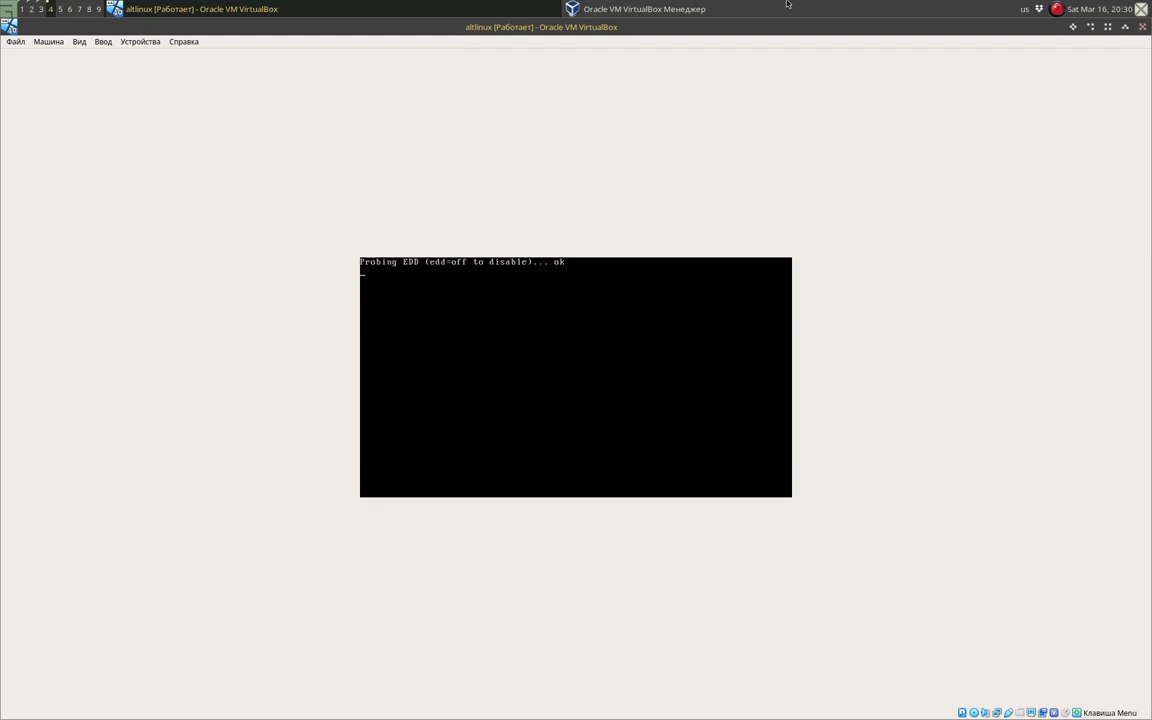 1 2 3 4 5 6 7 8 9 altlinux [Работает] - Oracle VM VirtualBox Oracle VM VirtualBox Менеджер us Sat Mar 16, 20:30
altlinux [Работает] - Oracle VM VirtualBox
Файл Машина Вид Ввод Устройства Справка
Probing EDD (edd=off to disable)... ok
_
Клавиша Menu